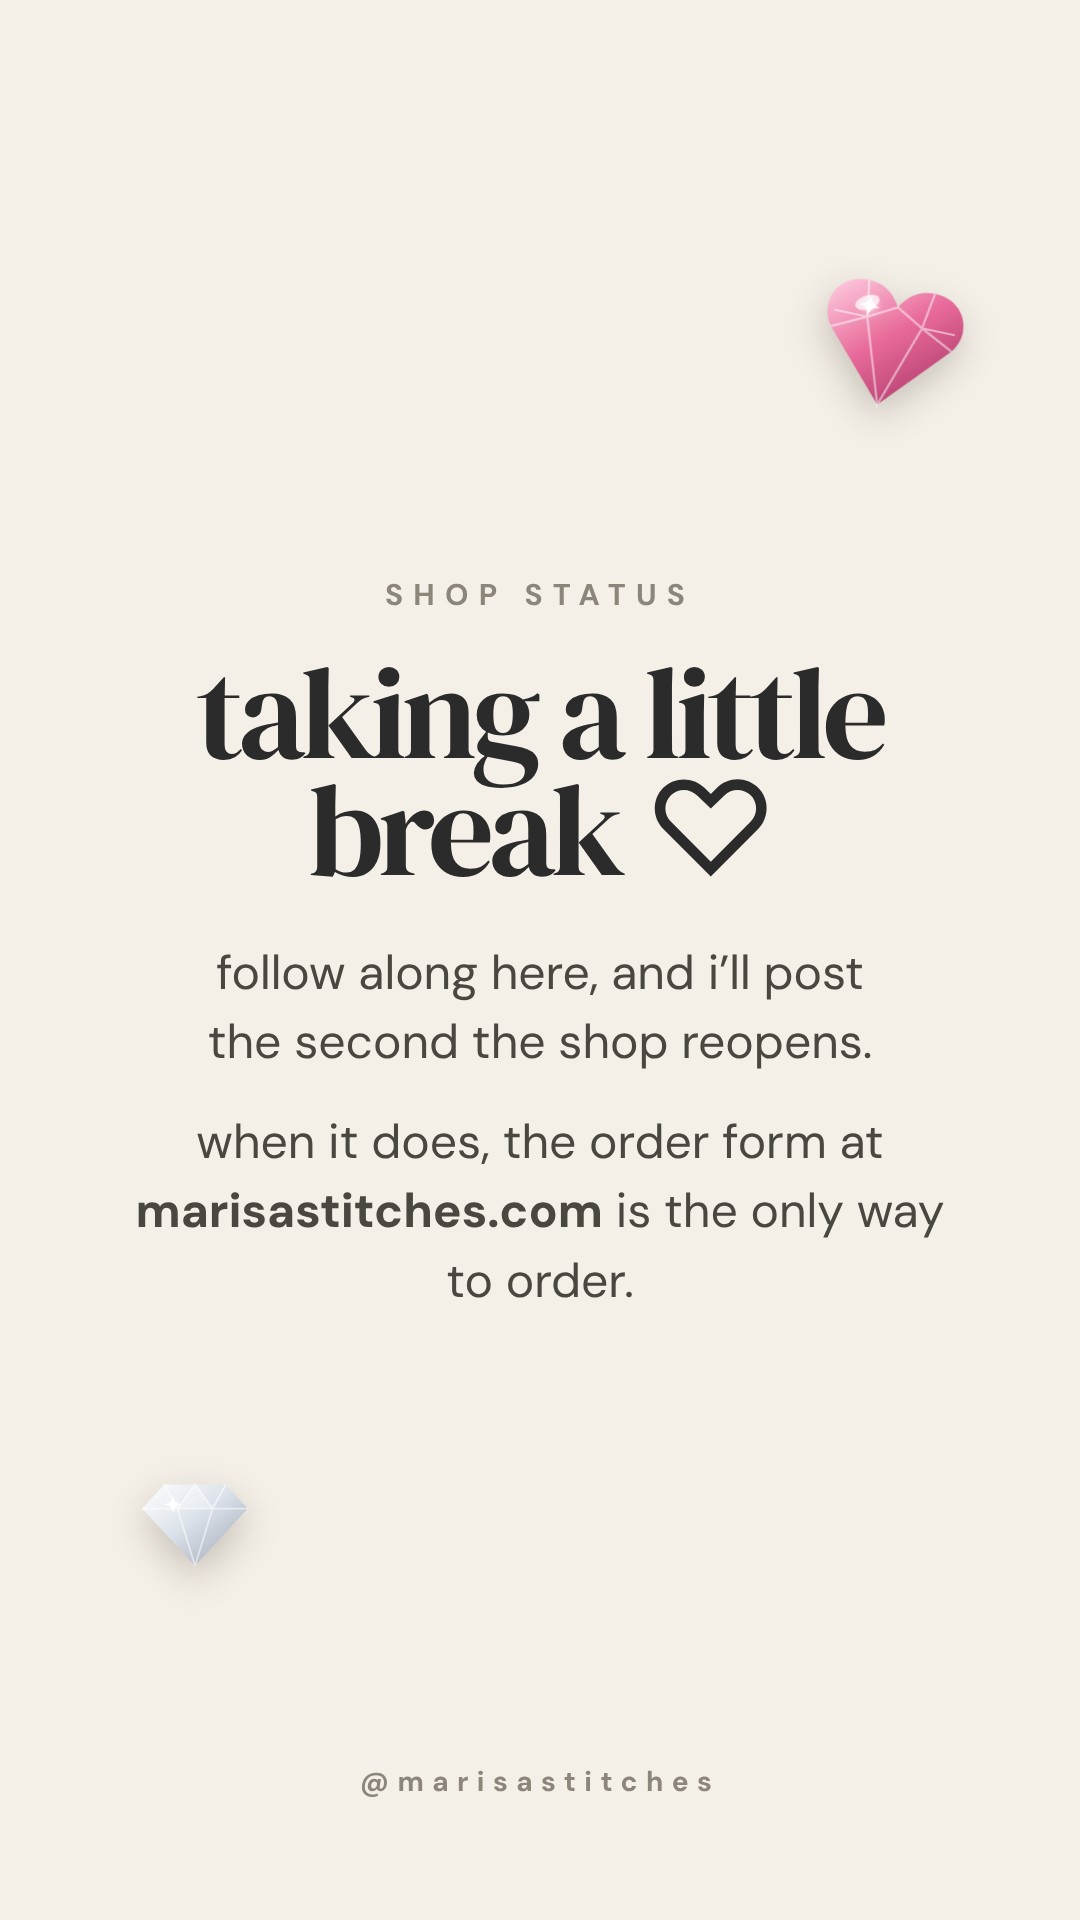 SHOP STATUS
taking a little
break ♡
follow along here, and i’ll post
the second the shop reopens.
when it does, the order form at
marisastitches.com is the only way
to order.
@marisastitches